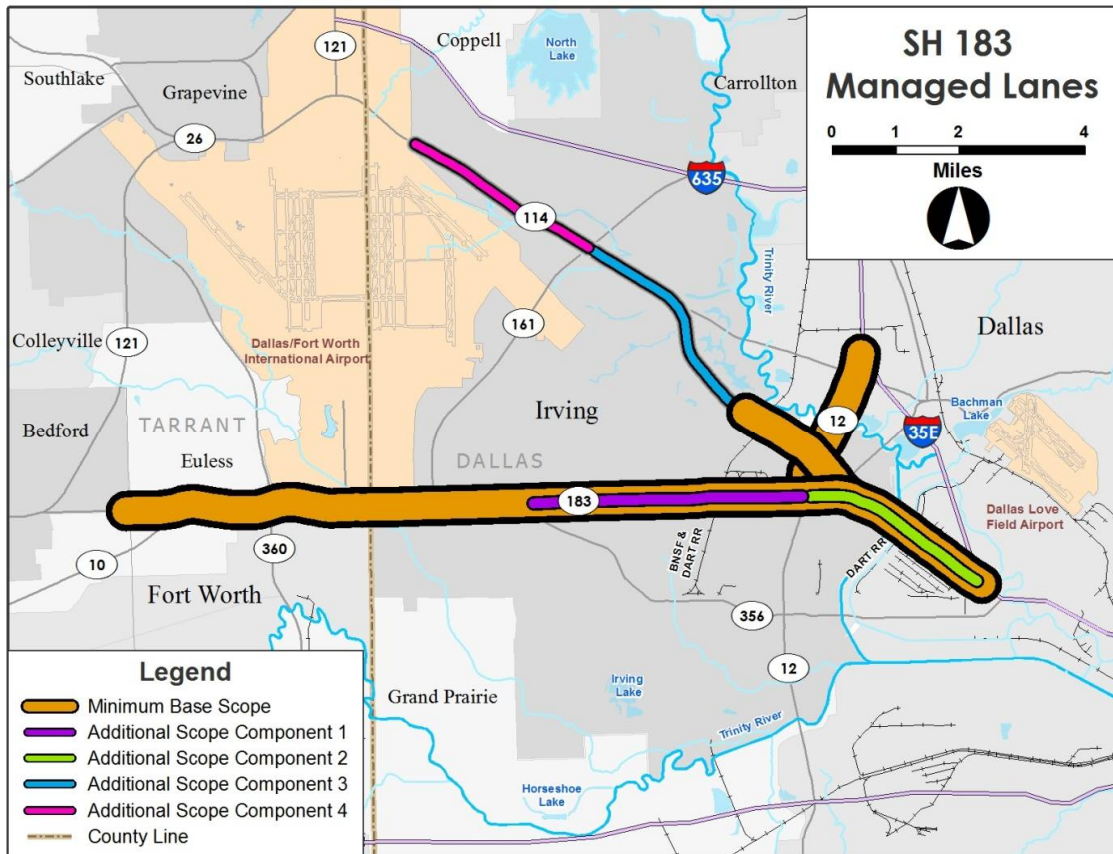 SH 183
Managed Lanes
0 1 2 4
Miles
Southlake
Grapevine
121
Coppell
North
Lake
Carrollton
26
635
114
Trinity River
161
Dallas
Colleyville
121
Dallas/Fort Worth
International Airport
Irving
12
35E
Bachman
Lake
Bedford
TARRANT
Euless
DALLAS
183
Dallas Love
Field Airport
360
10
BNSF &
DART RR
DART RR
Fort Worth
356
12
Grand Prairie
Irving
Lake
Trinity River
Horseshoe
Lake
Legend
Minimum Base Scope
Additional Scope Component 1
Additional Scope Component 2
Additional Scope Component 3
Additional Scope Component 4
County Line